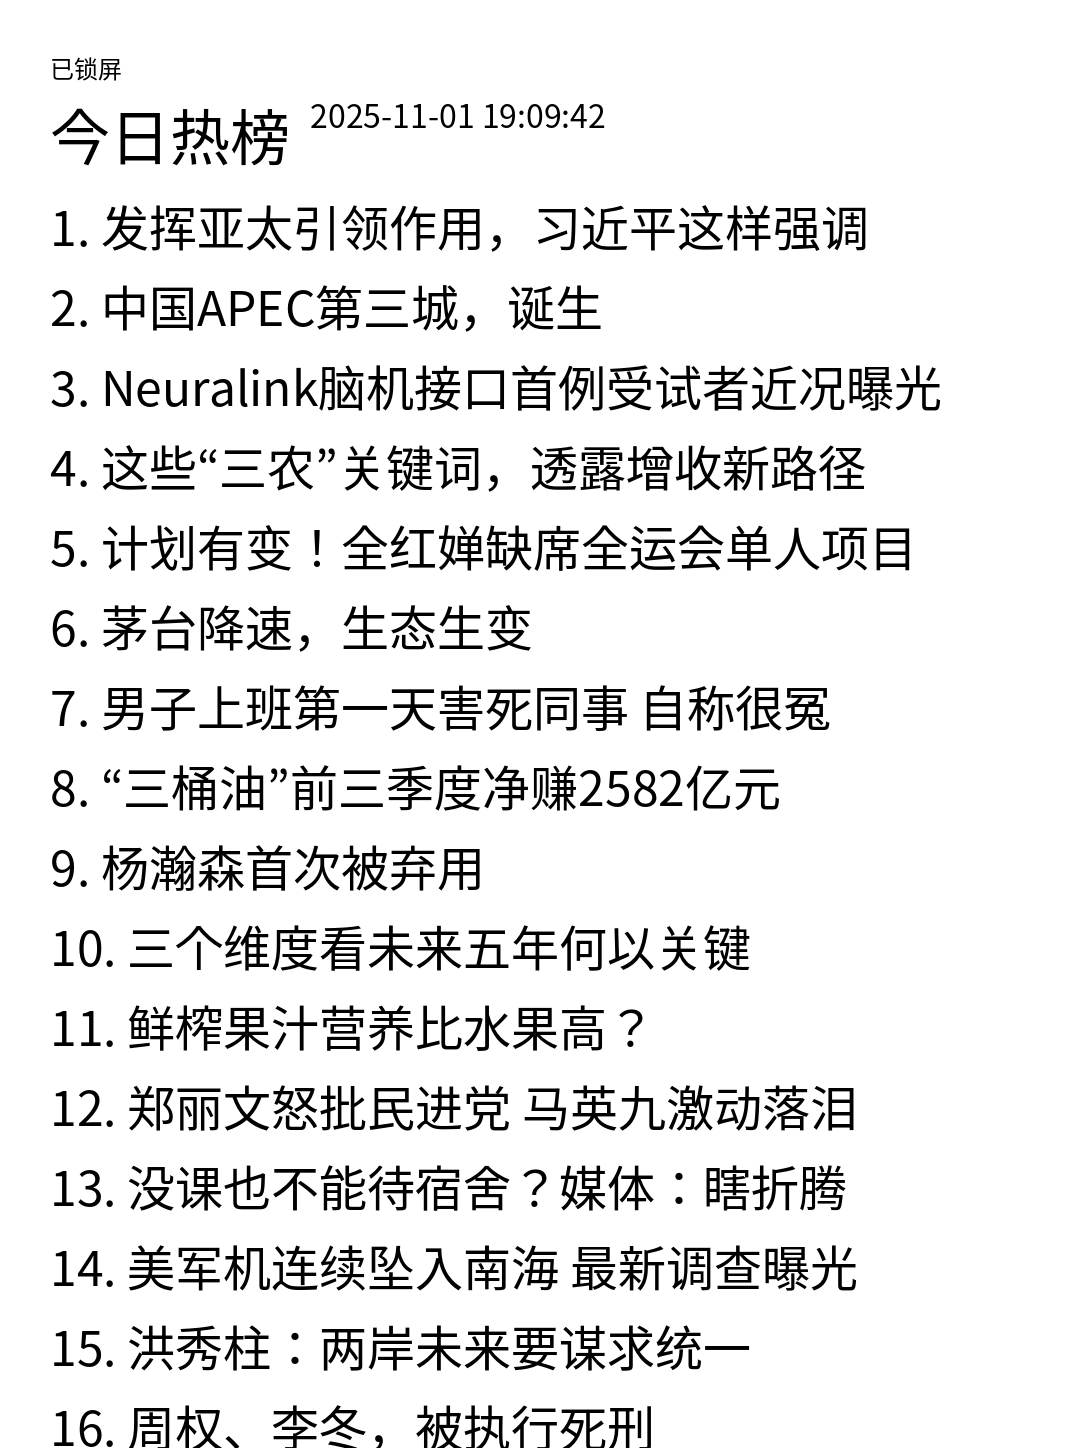 已锁屏
今日热榜 2025-11-01 19:09:42
1. 发挥亚太引领作用，习近平这样强调
2. 中国APEC第三城，诞生
3. Neuralink脑机接口首例受试者近况曝光
4. 这些“三农”关键词，透露增收新路径
5. 计划有变！全红婵缺席全运会单人项目
6. 茅台降速，生态生变
7. 男子上班第一天害死同事 自称很冤
8. “三桶油”前三季度净赚2582亿元
9. 杨瀚森首次被弃用
10. 三个维度看未来五年何以关键
11. 鲜榨果汁营养比水果高？
12. 郑丽文怒批民进党 马英九激动落泪
13. 没课也不能待宿舍？媒体：瞎折腾
14. 美军机连续坠入南海 最新调查曝光
15. 洪秀柱：两岸未来要谋求统一
16. 周权、李冬，被执行死刑